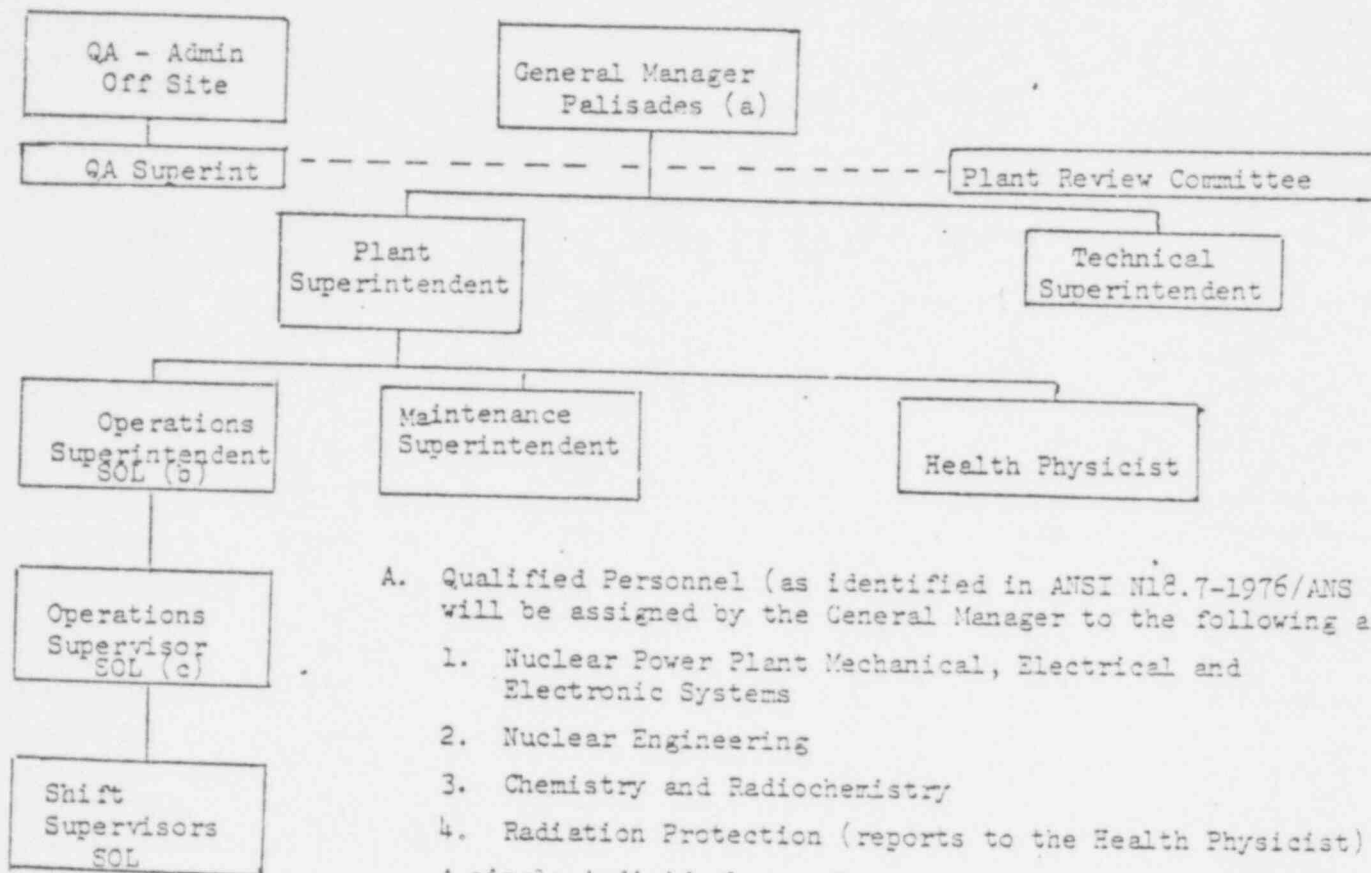 QA - Admin
Off Site
General Manager
Palisades (a)
QA Superint
Plant Review Committee
Plant
Superintendent
Technical
Superintendent
Operations
Superintendent
SOL (b)
Maintenance
Superintendent
Health Physicist
Operations
Supervisor
SOL (c)
Shift
Supervisors
SOL
A. Qualified Personnel (as identified in ANSI N18.7-1976/ANS
will be assigned by the General Manager to the following a
1. Nuclear Power Plant Mechanical, Electrical and
Electronic Systems
2. Nuclear Engineering
3. Chemistry and Radiochemistry
4. Radiation Protection (reports to the Health Physicist)